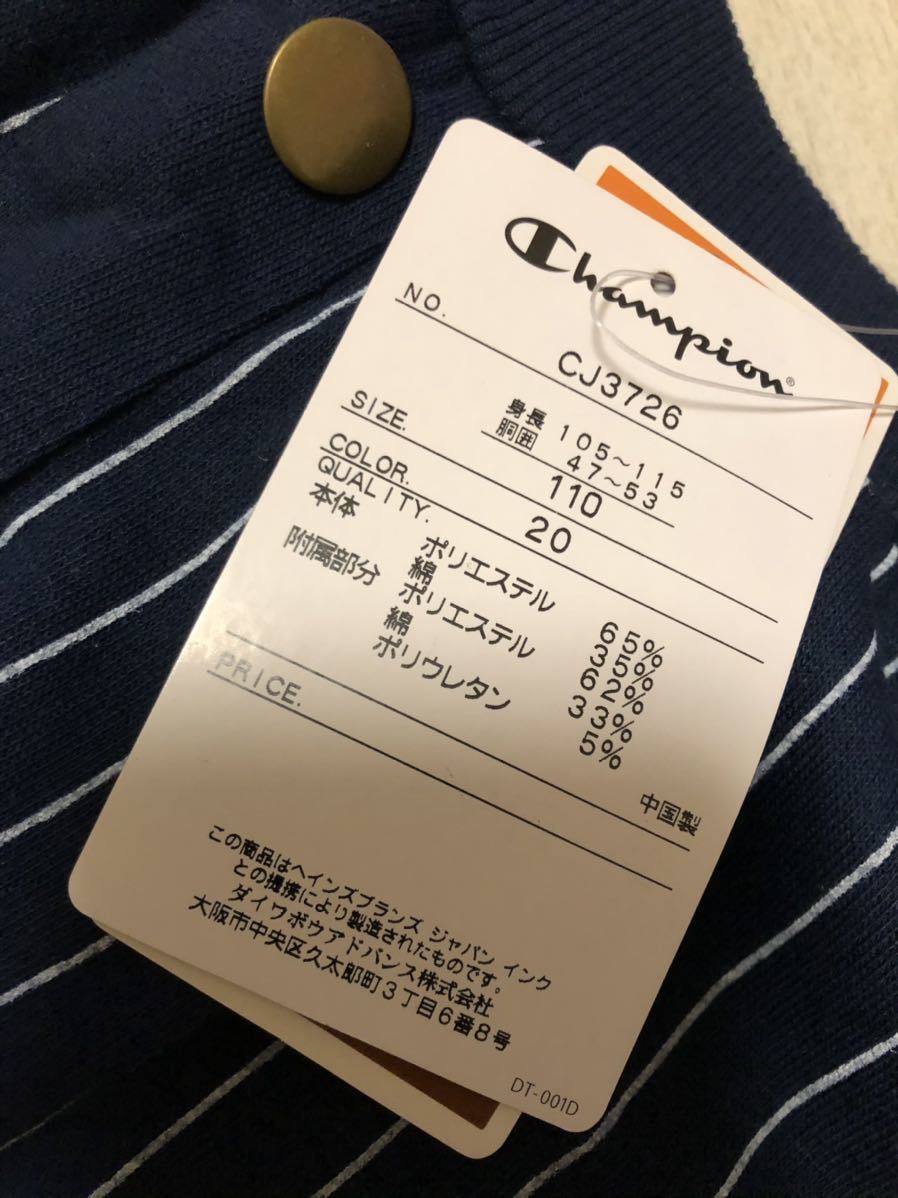 Champion®
NO.
CJ3726
SIZE.
身長 105~115
胴囲 47~53
110
COLOR.
20
QUALITY.
本体 ポリエステル 65%
綿 35%
附属部分 ポリエステル 62%
綿 33%
ポリウレタン 5%
中国製
PRICE.
この商品はヘインズブランズ ジャパン インク
との提携により製造されたものです。
ダイワボウアドバンス株式会社
大阪市中央区久太郎町3丁目6番8号
DT-001D